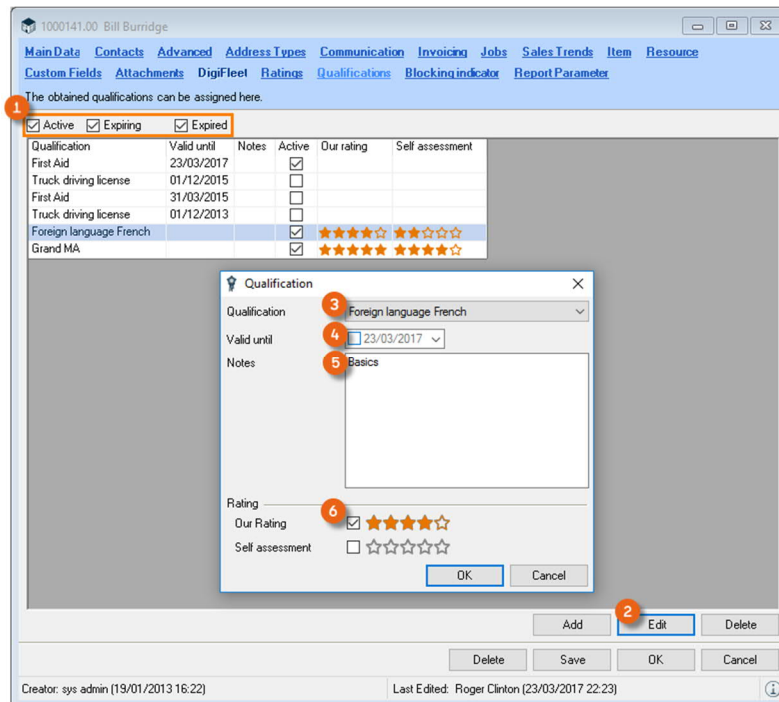 1000141.00 Bill Burridge
Main Data Contacts Advanced Address Types Communication Invoicing Jobs Sales Trends Item Resource
Custom Fields Attachments DigiFleet Ratings Qualifications Blocking indicator Report Parameter
The obtained qualifications can be assigned here.
1
Active Expiring Expired
Qualification Valid until Notes Active Our rating Self assessment
First Aid 23/03/2017
Truck driving license 01/12/2015
First Aid 31/03/2015
Truck driving license 01/12/2013
Foreign language French
Grand MA
Qualification
Qualification 3 Foreign language French
Valid until 4 23/03/2017
Notes 5 Basics
Rating
Our Rating 6
Self assessment
OK Cancel
2
Add Edit Delete
Delete Save OK Cancel
Creator: sys admin (19/01/2013 16:22) Last Edited: Roger Clinton (23/03/2017 22:23)